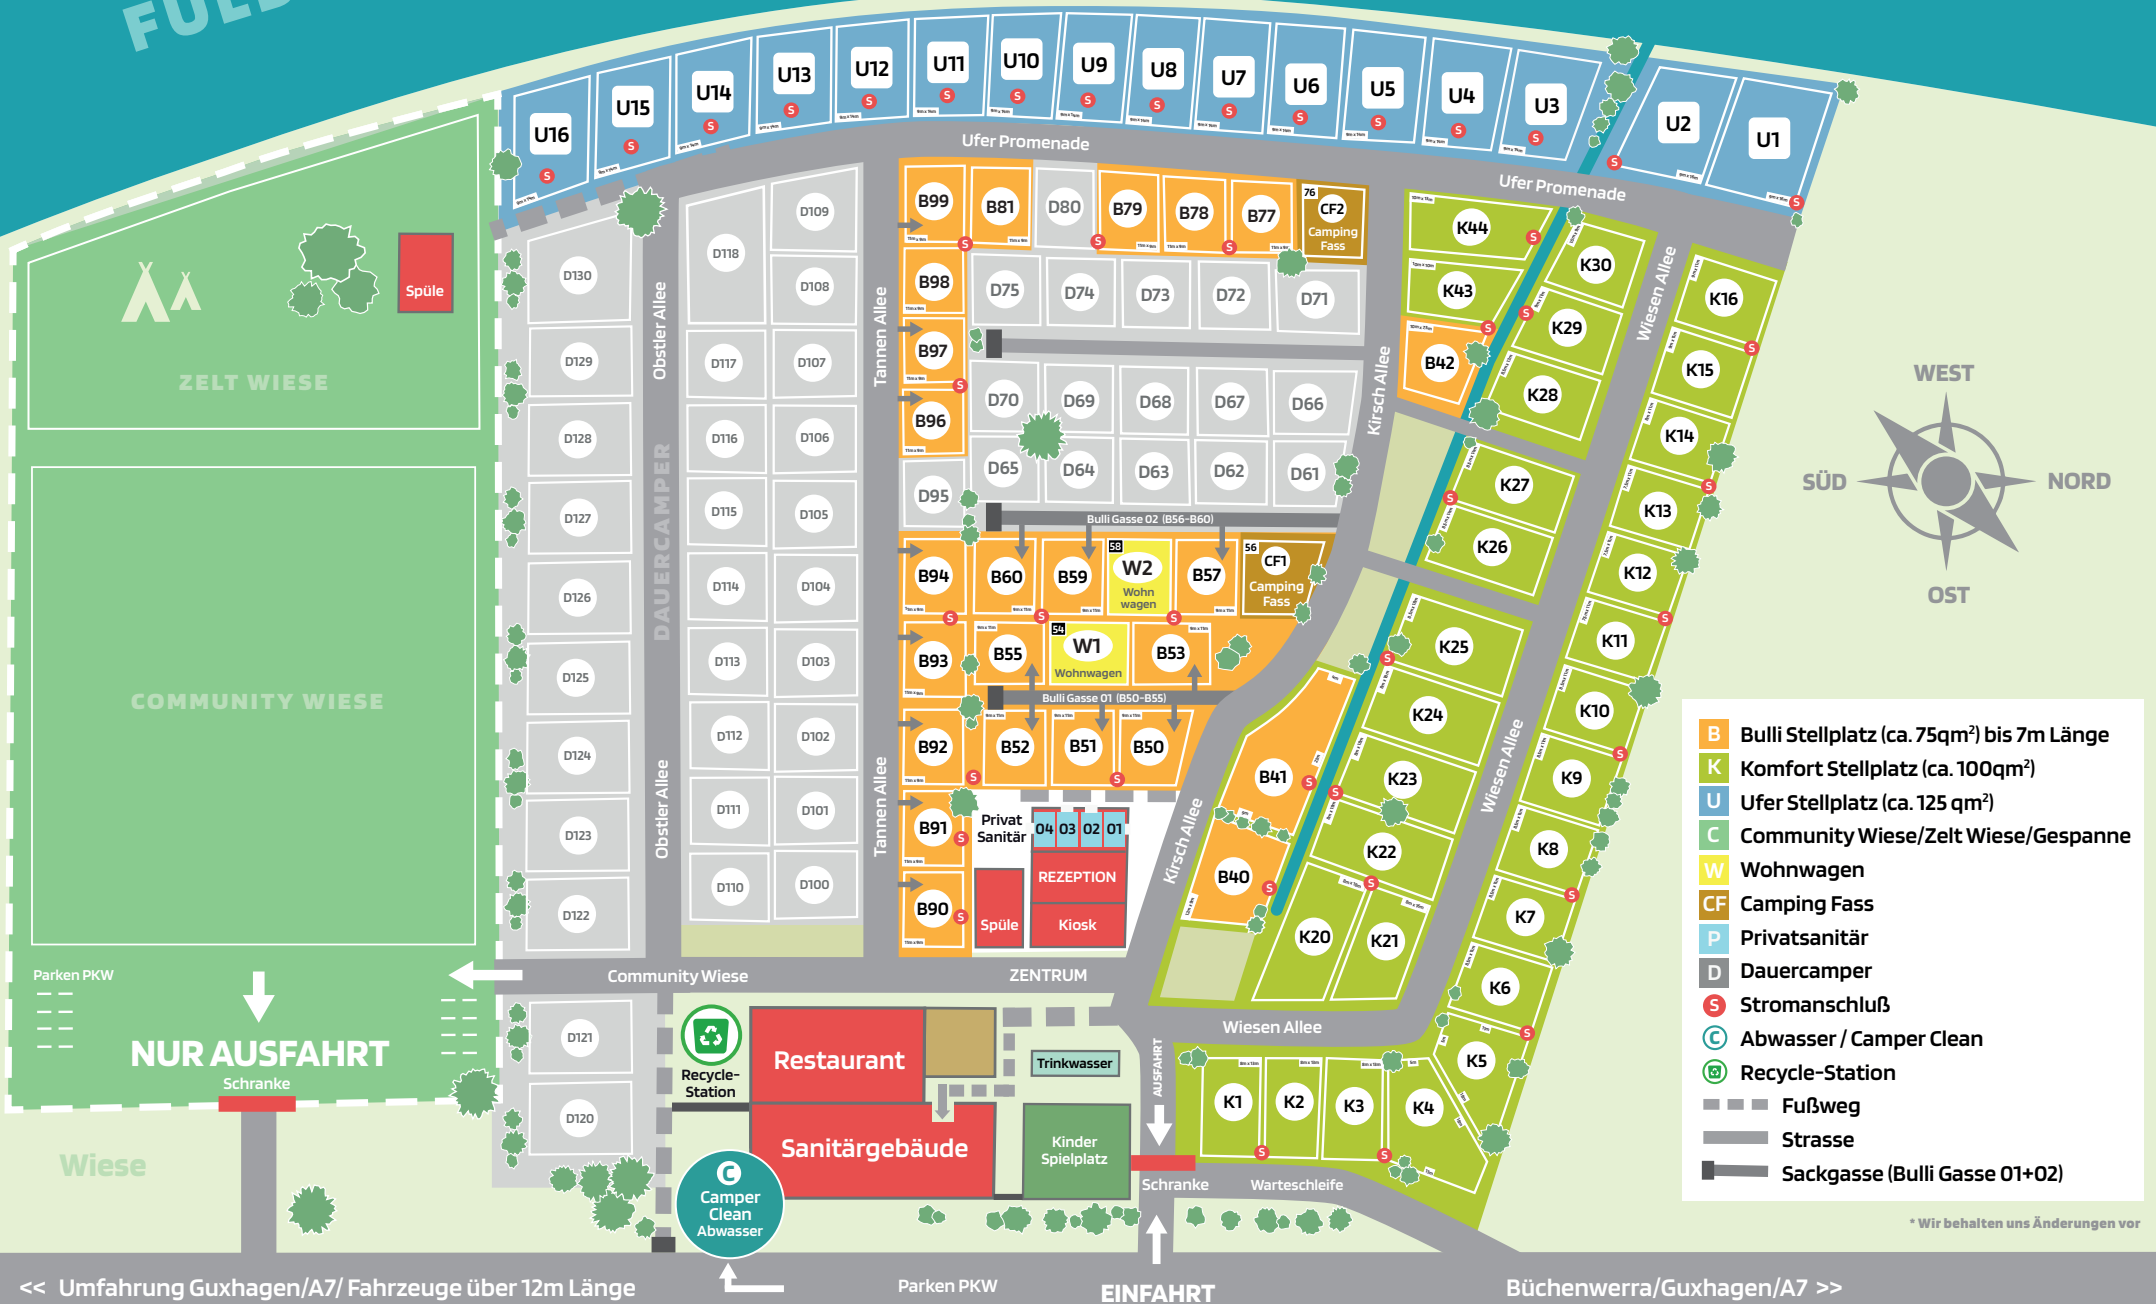 U16
U15
U14
U13
U12
U11
U10
U9
U8
U7
U6
U5
U4
U3
U2
U1
Ufer Promenade
Ufer Promenade
Spüle
ZELT WIESE
COMMUNITY WIESE
Parken PKW
NUR AUSFAHRT
Schranke
Wiese
D130
D129
D128
D127
D126
D125
D124
D123
D122
D121
D120
Obstler Allee
DAUERCAMPER
Obstler Allee
D118
D117
D116
D115
D114
D113
D112
D111
D110
D109
D108
D107
D106
D105
D104
D103
D102
D101
D100
Tannen Allee
Tannen Allee
B99
B98
B97
B96
D95
B94
B93
B92
B91
B90
B81
D80
B79
B78
B77
76
CF2
Camping
Fass
D75
D74
D73
D72
D71
D70
D69
D68
D67
D66
D65
D64
D63
D62
D61
Bulli Gasse 02 (B56-B60)
B60
B59
58
W2
Wohn
wagen
B57
56
CF1
Camping
Fass
B55
54
W1
Wohnwagen
B53
Bulli Gasse 01 (B50-B55)
B52
B51
B50
Privat
Sanitär
04
03
02
01
REZEPTION
Spüle
Kiosk
Kirsch Allee
Kirsch Allee
K44
K43
B42
B41
B40
K30
K29
K28
K27
K26
K25
K24
K23
K22
K20
K21
Wiesen Allee
Wiesen Allee
Wiesen Allee
K16
K15
K14
K13
K12
K11
K10
K9
K8
K7
K6
K5
K4
K3
K2
K1
Community Wiese
ZENTRUM
Recycle-
Station
Restaurant
Sanitärgebäude
Trinkwasser
Kinder
Spielplatz
C
Camper
Clean
Abwasser
AUSFAHRT
Schranke
Warteschleife
WEST
SÜD
NORD
OST
B Bulli Stellplatz (ca. 75qm²) bis 7m Länge
K Komfort Stellplatz (ca. 100qm²)
U Ufer Stellplatz (ca. 125 qm²)
C Community Wiese/Zelt Wiese/Gespanne
W Wohnwagen
CF Camping Fass
P Privatsanitär
D Dauercamper
S Stromanschluß
C Abwasser / Camper Clean
Recycle-Station
Fußweg
Strasse
Sackgasse (Bulli Gasse 01+02)
* Wir behalten uns Änderungen vor
<< Umfahrung Guxhagen/A7/ Fahrzeuge über 12m Länge
Parken PKW
EINFAHRT
Büchenwerra/Guxhagen/A7 >>